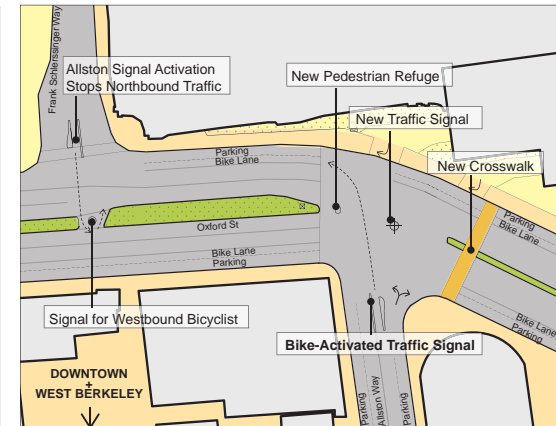 Frank Schlerssinger Way
Allston Signal Activation
Stops Northbound Traffic
New Pedestrian Refuge
New Traffic Signal
New Crosswalk
Parking
Bike Lane
Parking
Bike Lane
Oxford St
Bike Lane
Parking
Bike Lane
Parking
Signal for Westbound Bicyclist
Bike-Activated Traffic Signal
DOWNTOWN
+
WEST BERKELEY
Parking
Allston Way
Parking